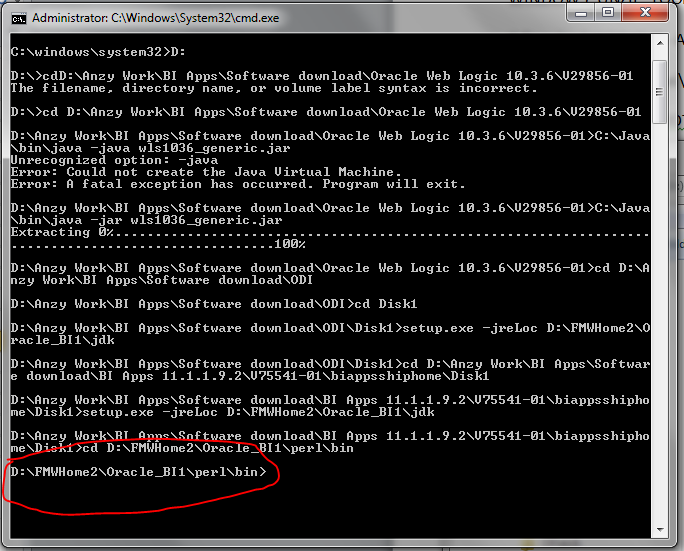 Administrator: C:\Windows\System32\cmd.exe
C:\windows\system32>D:
D:\>cdD:\Anzy Work\BI Apps\Software download\Oracle Web Logic 10.3.6\V29856-01
The filename, directory name, or volume label syntax is incorrect.
D:\>cd D:\Anzy Work\BI Apps\Software download\Oracle Web Logic 10.3.6\V29856-01
D:\Anzy Work\BI Apps\Software download\Oracle Web Logic 10.3.6\V29856-01>C:\Java
\bin\java -java wls1036_generic.jar
Unrecognized option: -java
Error: Could not create the Java Virtual Machine.
Error: A fatal exception has occurred. Program will exit.
D:\Anzy Work\BI Apps\Software download\Oracle Web Logic 10.3.6\V29856-01>C:\Java
\bin\java -jar wls1036_generic.jar
Extracting 0%...................................................................
.................................100%
D:\Anzy Work\BI Apps\Software download\Oracle Web Logic 10.3.6\V29856-01>cd D:\A
nzy Work\BI Apps\Software download\ODI
D:\Anzy Work\BI Apps\Software download\ODI>cd Disk1
D:\Anzy Work\BI Apps\Software download\ODI\Disk1>setup.exe -jreLoc D:\FMWHome2\O
racle_BI1\jdk
D:\Anzy Work\BI Apps\Software download\ODI\Disk1>cd D:\Anzy Work\BI Apps\Softwar
e download\BI Apps 11.1.1.9.2\V75541-01\biappsshiphome\Disk1
D:\Anzy Work\BI Apps\Software download\BI Apps 11.1.1.9.2\V75541-01\biappsshipho
me\Disk1>setup.exe -jreLoc D:\FMWHome2\Oracle_BI1\jdk
D:\Anzy Work\BI Apps\Software download\BI Apps 11.1.1.9.2\V75541-01\biappsshipho
me\Disk1>cd D:\FMWHome2\Oracle_BI1\perl\bin
D:\FMWHome2\Oracle_BI1\perl\bin>